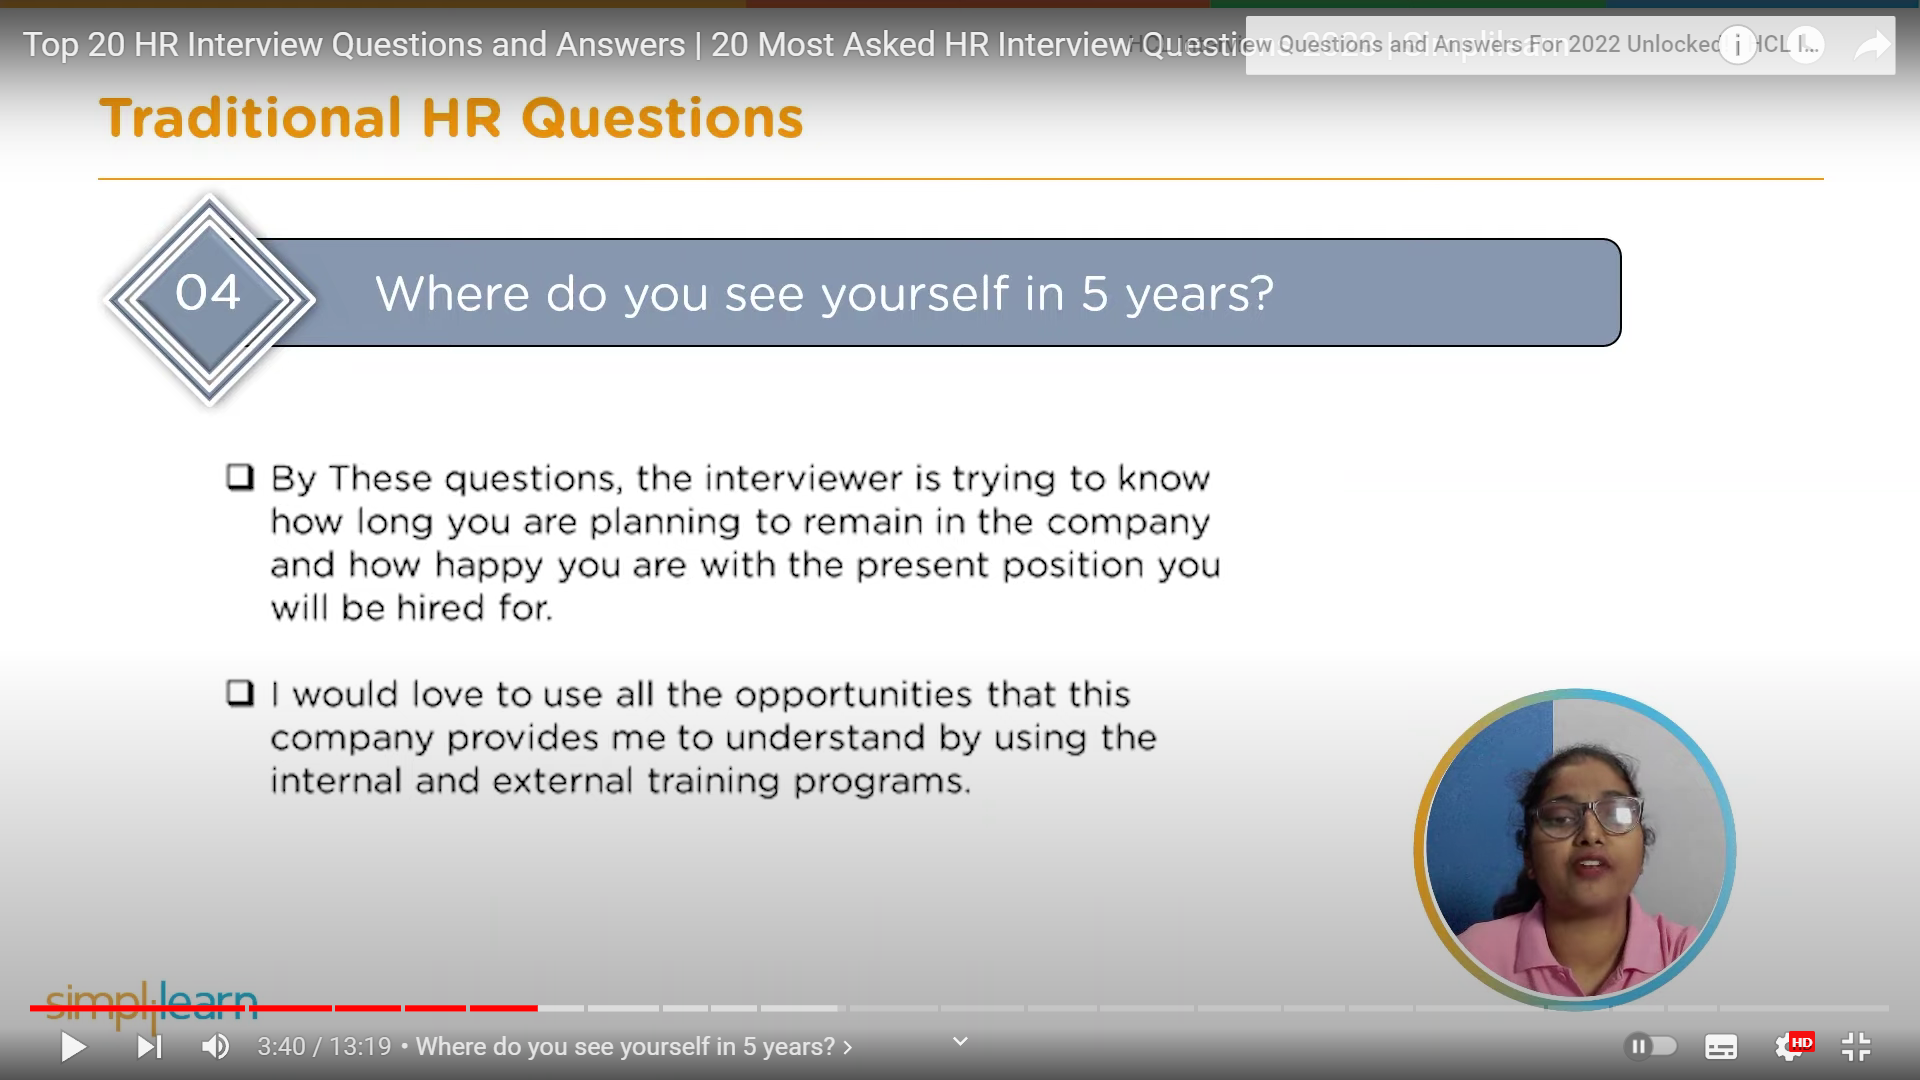 Top 20 HR Interview Questions and Answers | 20 Most Asked HR Interview Questions 2023 | Simplilearn
HCL Interview Questions and Answers For 2022 Unlocked HCL I...
Traditional HR Questions
04
Where do you see yourself in 5 years?
By These questions, the interviewer is trying to know
how long you are planning to remain in the company
and how happy you are with the present position you
will be hired for.
I would love to use all the opportunities that this
company provides me to understand by using the
internal and external training programs.
simplilearn
3:40 / 13:19 • Where do you see yourself in 5 years?
HD